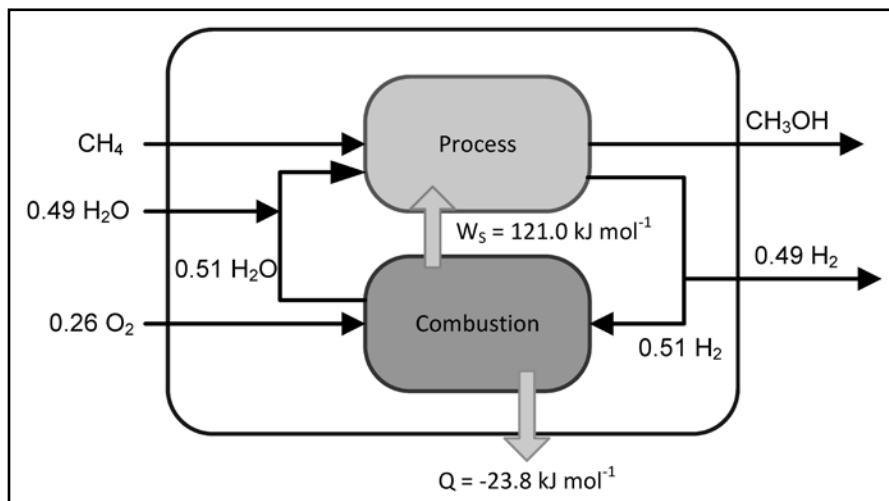 CH₃OH
CH₄
Process
0.49 H₂O
W_S = 121.0 kJ mol⁻¹
0.49 H₂
0.51 H₂O
0.26 O₂
Combustion
0.51 H₂
Q = -23.8 kJ mol⁻¹